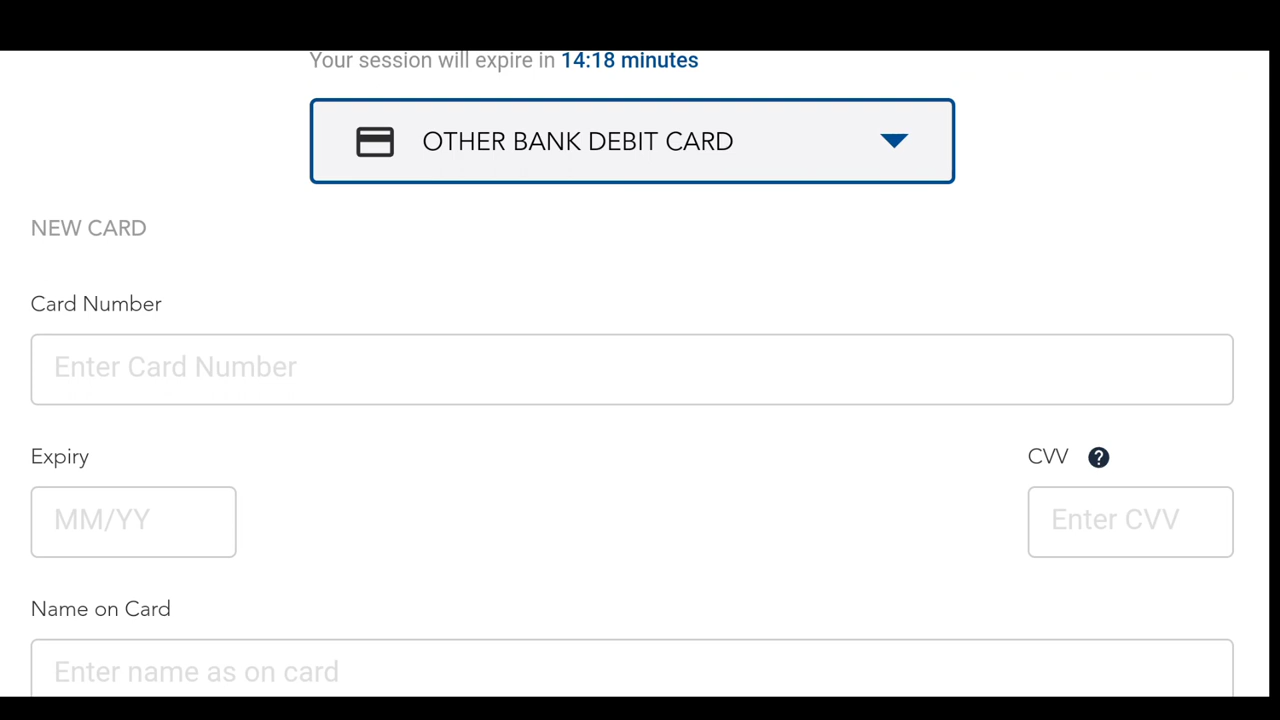 Your session will expire in 14:18 minutes
OTHER BANK DEBIT CARD
NEW CARD
Card Number
Enter Card Number
Expiry
CVV ?
MM/YY
Enter CVV
Name on Card
Enter name as on card